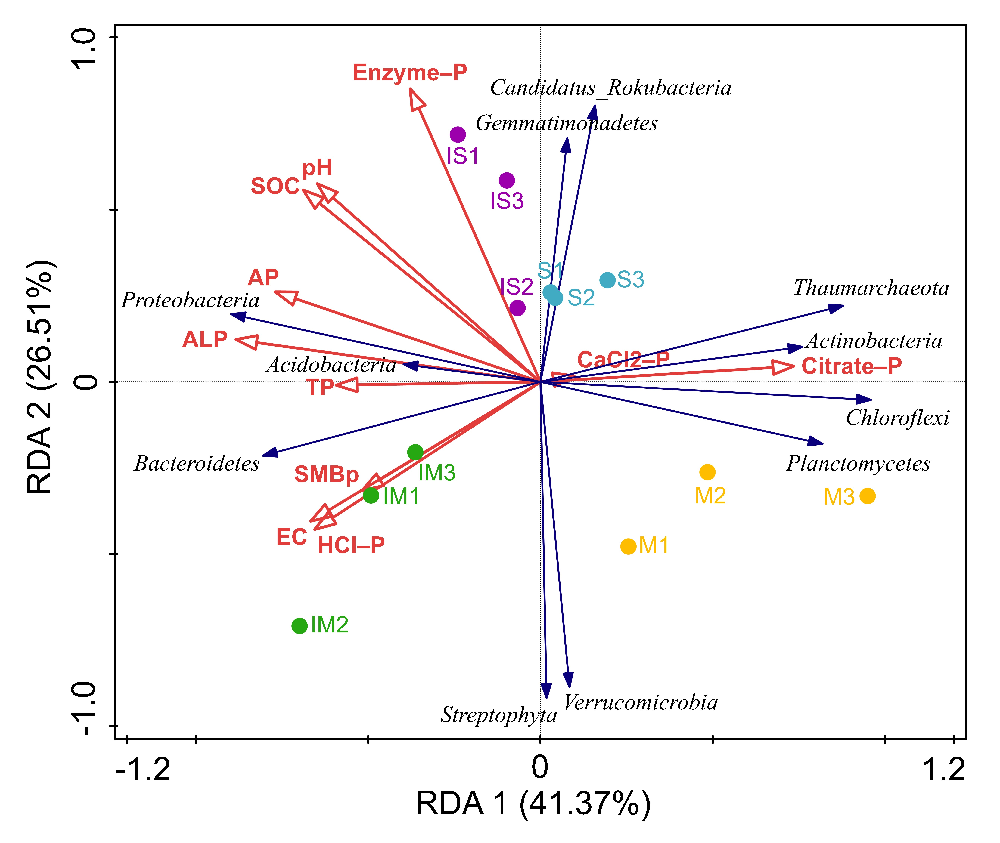 1.0
Enzyme–P
Candidatus_Rokubacteria
Gemmatimonadetes
IS1
pH
SOC
IS3
S1
AP
IS2
S3
S2
Thaumarchaeota
Proteobacteria
ALP
Actinobacteria
CaCl2–P
Acidobacteria
Citrate–P
TP
0
RDA 2 (26.51%)
Chloroflexi
Bacteroidetes
Planctomycetes
SMBp
IM3
IM1
M2
M3
EC
HCl–P
M1
IM2
Verrucomicrobia
Streptophyta
-1.0
-1.2
0
1.2
RDA 1 (41.37%)